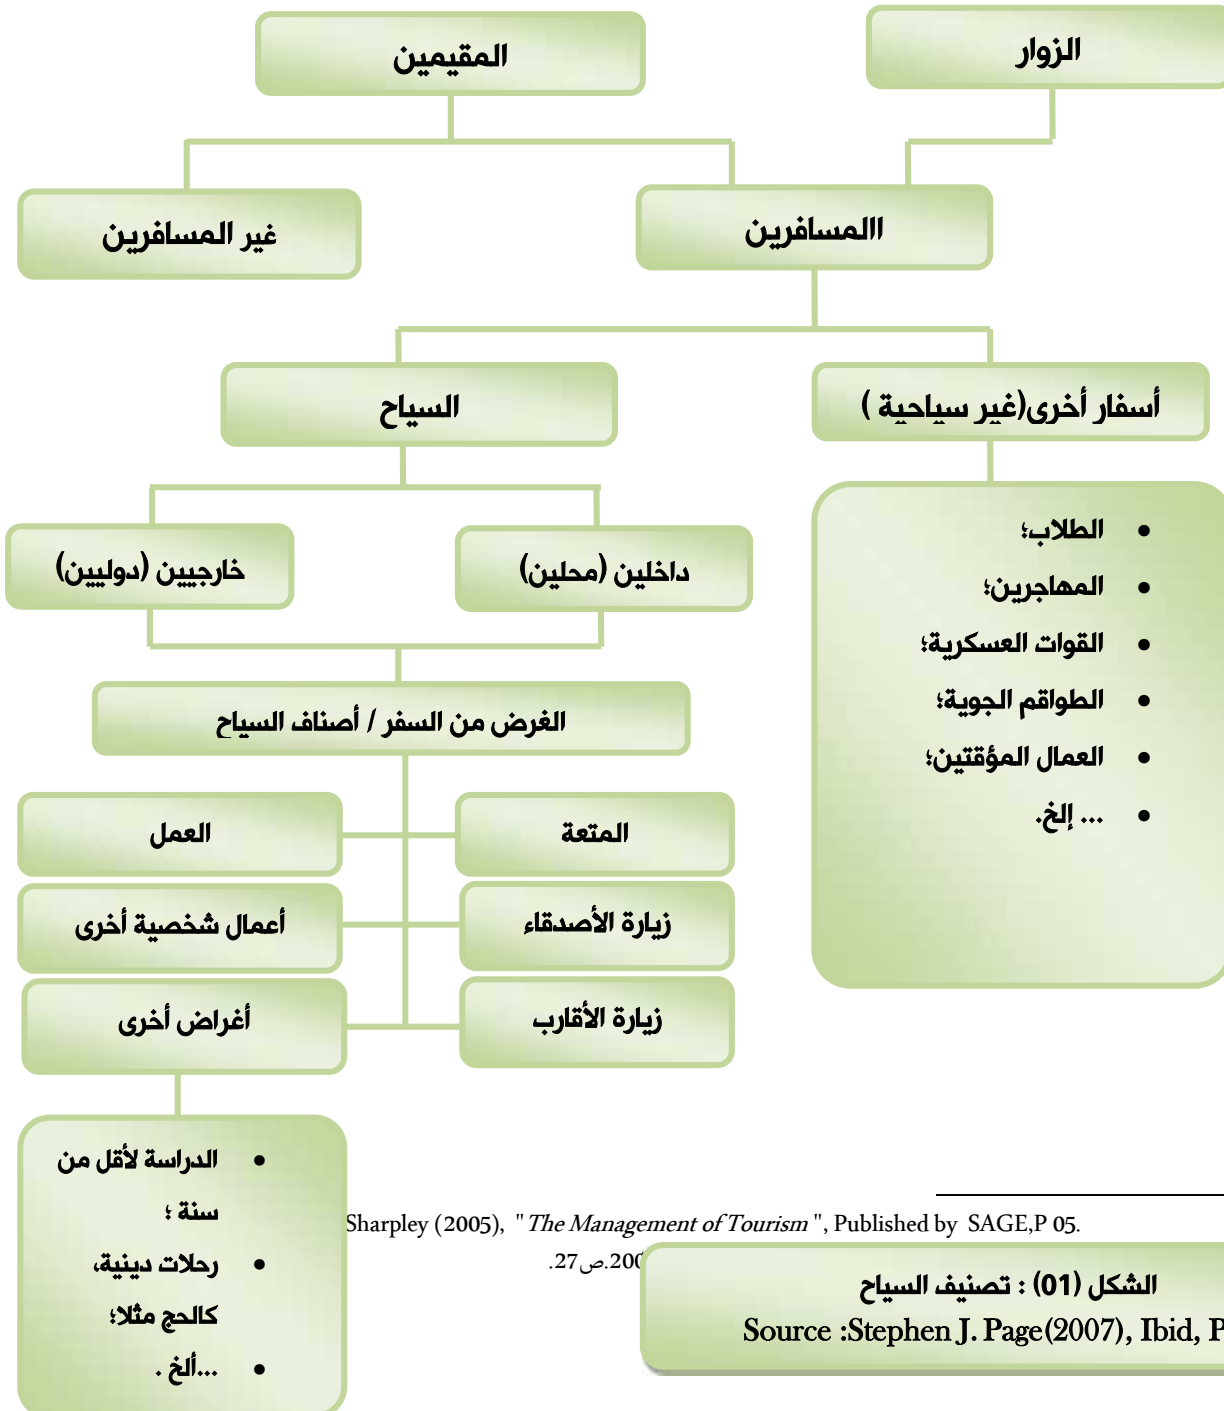 الزوار
المقيمين
االمسافرين
غير المسافرين
أسفار أخرى(غير سياحية )
السياح
• الطلاب؛
• المهاجرين؛
• القوات العسكرية؛
• الطواقم الجوية؛
• العمال المؤقتين؛
• ... إلخ.
داخلين (محلين)
خارجيين (دوليين)
الغرض من السفر / أصناف السياح
المتعة
العمل
زيارة الأصدقاء
أعمال شخصية أخرى
زيارة الأقارب
أغراض أخرى
• الدراسة لأقل من
سنة ؛
• رحلات دينية،
كالحج مثلا؛
• ...ألخ .
Sharpley (2005), "The Management of Tourism ", Published by SAGE,P 05.
.ص27.
الشكل (01) : تصنيف السياح
Source :Stephen J. Page(2007), Ibid, P